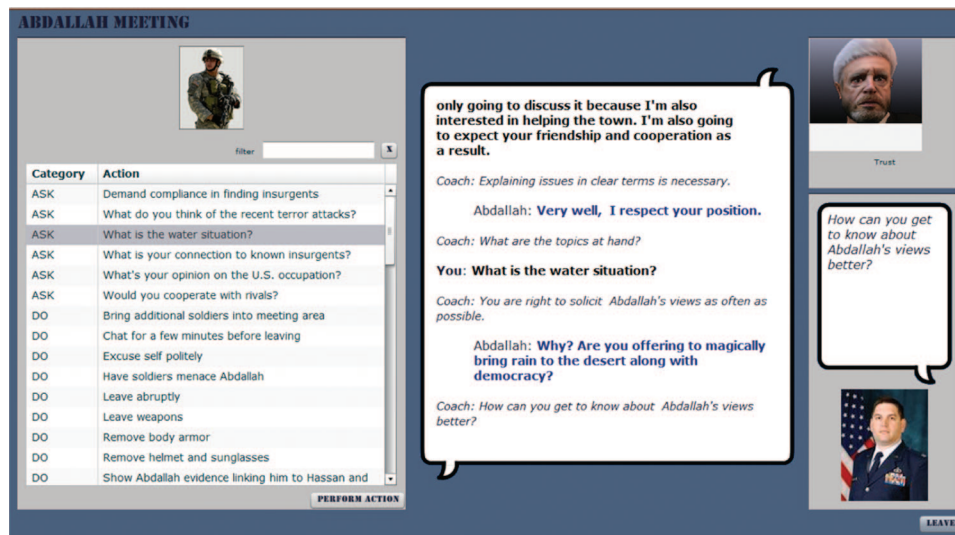 ABDALLAH MEETING
filter
X
Category Action
ASK Demand compliance in finding insurgents
ASK What do you think of the recent terror attacks?
ASK What is the water situation?
ASK What is your connection to known insurgents?
ASK What's your opinion on the U.S. occupation?
ASK Would you cooperate with rivals?
DO Bring additional soldiers into meeting area
DO Chat for a few minutes before leaving
DO Excuse self politely
DO Have soldiers menace Abdallah
DO Leave abruptly
DO Leave weapons
DO Remove body armor
DO Remove helmet and sunglasses
DO Show Abdallah evidence linking him to Hassan and
PERFORM ACTION
only going to discuss it because I'm also
interested in helping the town. I'm also going
to expect your friendship and cooperation as
a result.
Coach: Explaining issues in clear terms is necessary.
Abdallah: Very well, I respect your position.
Coach: What are the topics at hand?
You: What is the water situation?
Coach: You are right to solicit Abdallah's views as often as
possible.
Abdallah: Why? Are you offering to magically
bring rain to the desert along with
democracy?
Coach: How can you get to know about Abdallah's views
better?
Trust
How can you get
to know about
Abdallah's views
better?
LEAVE